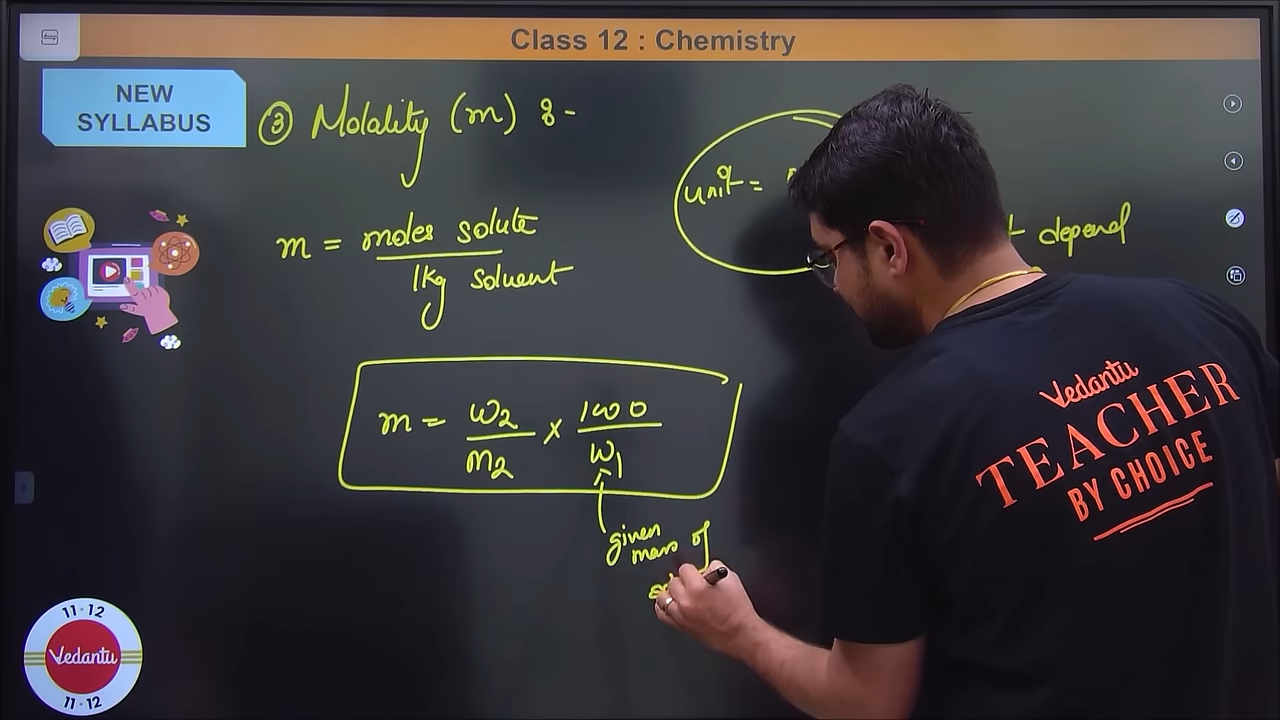 Class 12 : Chemistry
NEW
SYLLABUS
③ Molality (m) :-
unit =
depend
m = moles solute
1kg solvent
m = w2 × 1000
m2 w1
given
mass of
Vedantu
TEACHER
BY CHOICE
11·12
Vedantu
11·12